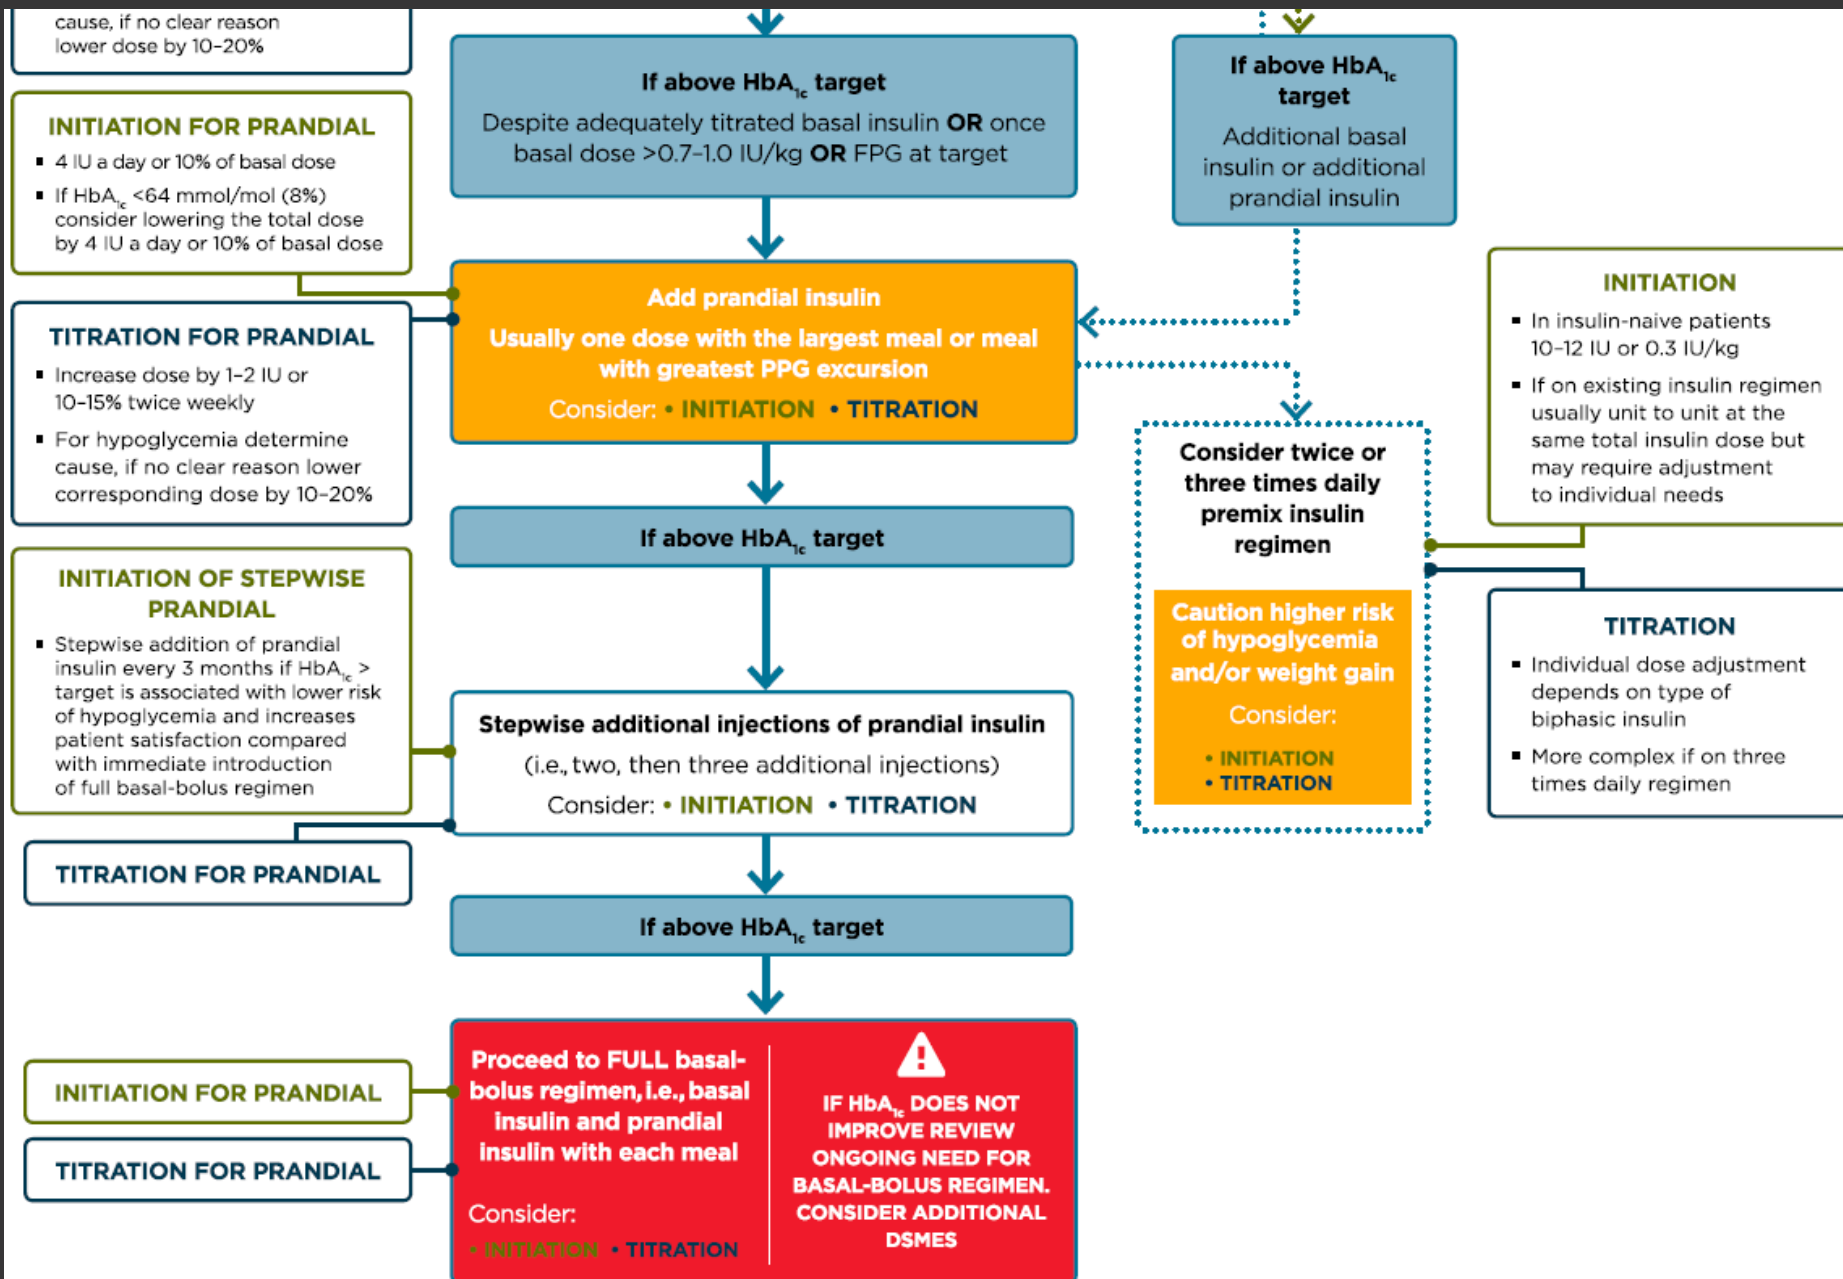 cause, if no clear reason
lower dose by 10–20%
INITIATION FOR PRANDIAL
▪ 4 IU a day or 10% of basal dose
▪ If HbA1c <64 mmol/mol (8%)
consider lowering the total dose
by 4 IU a day or 10% of basal dose
TITRATION FOR PRANDIAL
▪ Increase dose by 1–2 IU or
10–15% twice weekly
▪ For hypoglycemia determine
cause, if no clear reason lower
corresponding dose by 10–20%
INITIATION OF STEPWISE
PRANDIAL
▪ Stepwise addition of prandial
insulin every 3 months if HbA1c >
target is associated with lower risk
of hypoglycemia and increases
patient satisfaction compared
with immediate introduction
of full basal-bolus regimen
TITRATION FOR PRANDIAL
INITIATION FOR PRANDIAL
TITRATION FOR PRANDIAL
If above HbA1c target
Despite adequately titrated basal insulin OR once
basal dose >0.7–1.0 IU/kg OR FPG at target
Add prandial insulin
Usually one dose with the largest meal or meal
with greatest PPG excursion
Consider: • INITIATION • TITRATION
If above HbA1c target
Stepwise additional injections of prandial insulin
(i.e., two, then three additional injections)
Consider: • INITIATION • TITRATION
If above HbA1c target
Proceed to FULL basal-
bolus regimen, i.e., basal
insulin and prandial
insulin with each meal
Consider:
• INITIATION • TITRATION
IF HbA1c DOES NOT
IMPROVE REVIEW
ONGOING NEED FOR
BASAL-BOLUS REGIMEN.
CONSIDER ADDITIONAL
DSMES
If above HbA1c
target
Additional basal
insulin or additional
prandial insulin
Consider twice or
three times daily
premix insulin
regimen
Caution higher risk
of hypoglycemia
and/or weight gain
Consider:
• INITIATION
• TITRATION
INITIATION
▪ In insulin-naive patients
10–12 IU or 0.3 IU/kg
▪ If on existing insulin regimen
usually unit to unit at the
same total insulin dose but
may require adjustment
to individual needs
TITRATION
▪ Individual dose adjustment
depends on type of
biphasic insulin
▪ More complex if on three
times daily regimen